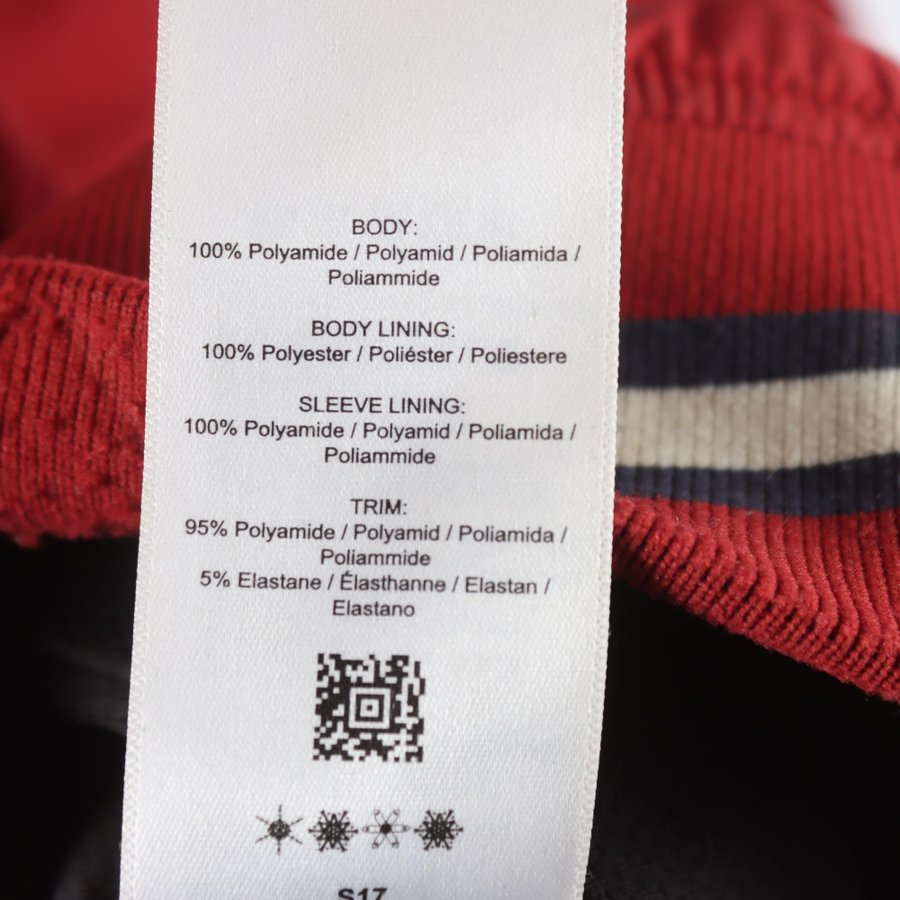 BODY:
100% Polyamide / Polyamid / Poliamida /
Poliammide
BODY LINING:
100% Polyester / Poliéster / Poliestere
SLEEVE LINING:
100% Polyamide / Polyamid / Poliamida /
Poliammide
TRIM:
95% Polyamide / Polyamid / Poliamida /
Poliammide
5% Elastane / Élasthanne / Elastan /
Elastano
S17